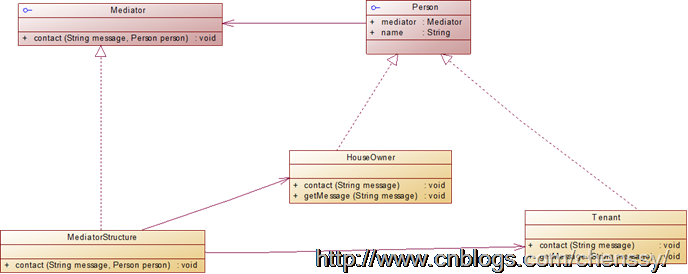 Mediator
+ contact (String message, Person person) : void
Person
+ mediator : Mediator
+ name : String
HouseOwner
+ contact (String message) : void
+ getMessage (String message) : void
MediatorStructure
+ contact (String message, Person person) : void
Tenant
+ contact (String message) : void
: void
http://www.cnblogs.com/chenssy/